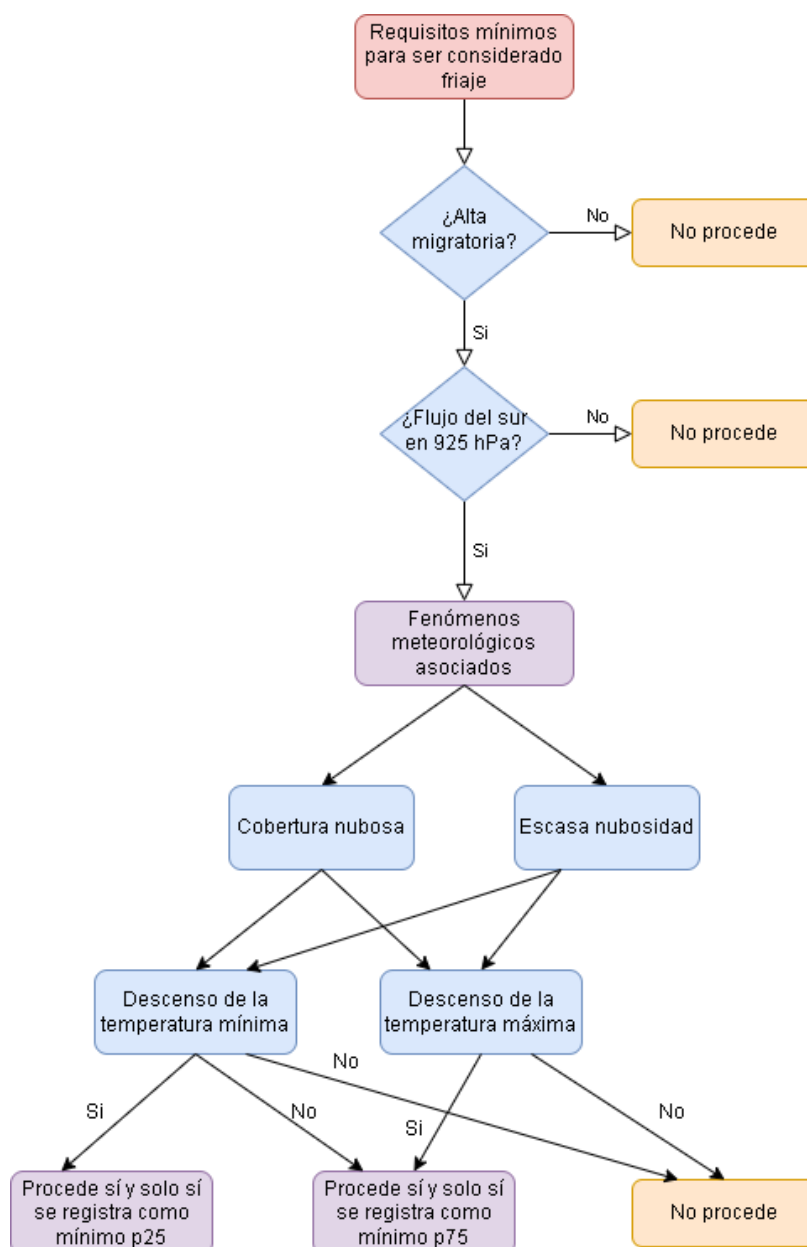 Requisitos mínimos
para ser considerado
friaje
¿Alta
migratoria?
No
No procede
Si
¿Flujo del sur
en 925 hPa?
No
No procede
Si
Fenómenos
meteorológicos
asociados
Cobertura nubosa
Escasa nubosidad
Descenso de la
temperatura mínima
Descenso de la
temperatura máxima
Si
No
No
Si
No
Procede sí y solo sí
se registra como
mínimo p25
Procede sí y solo sí
se registra como
mínimo p75
No procede